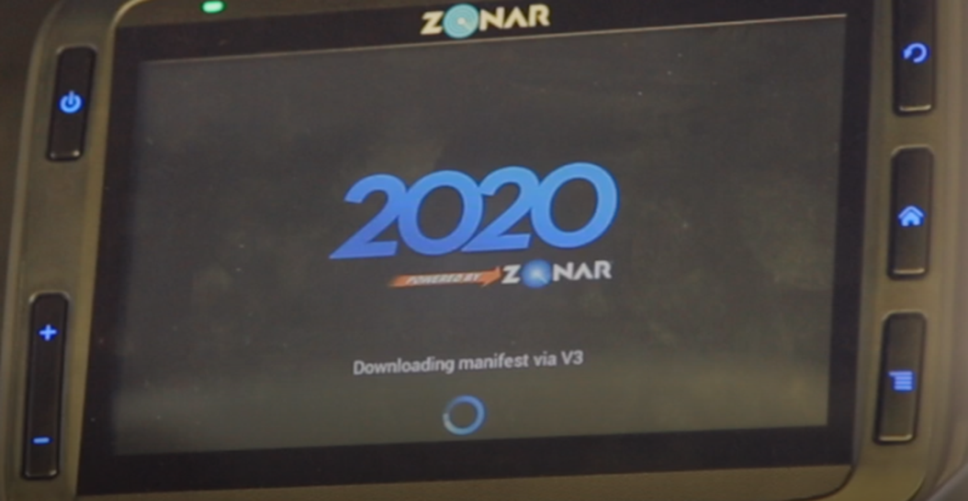 ZONAR
2020
POWERED BY ZONAR
Downloading manifest via V3